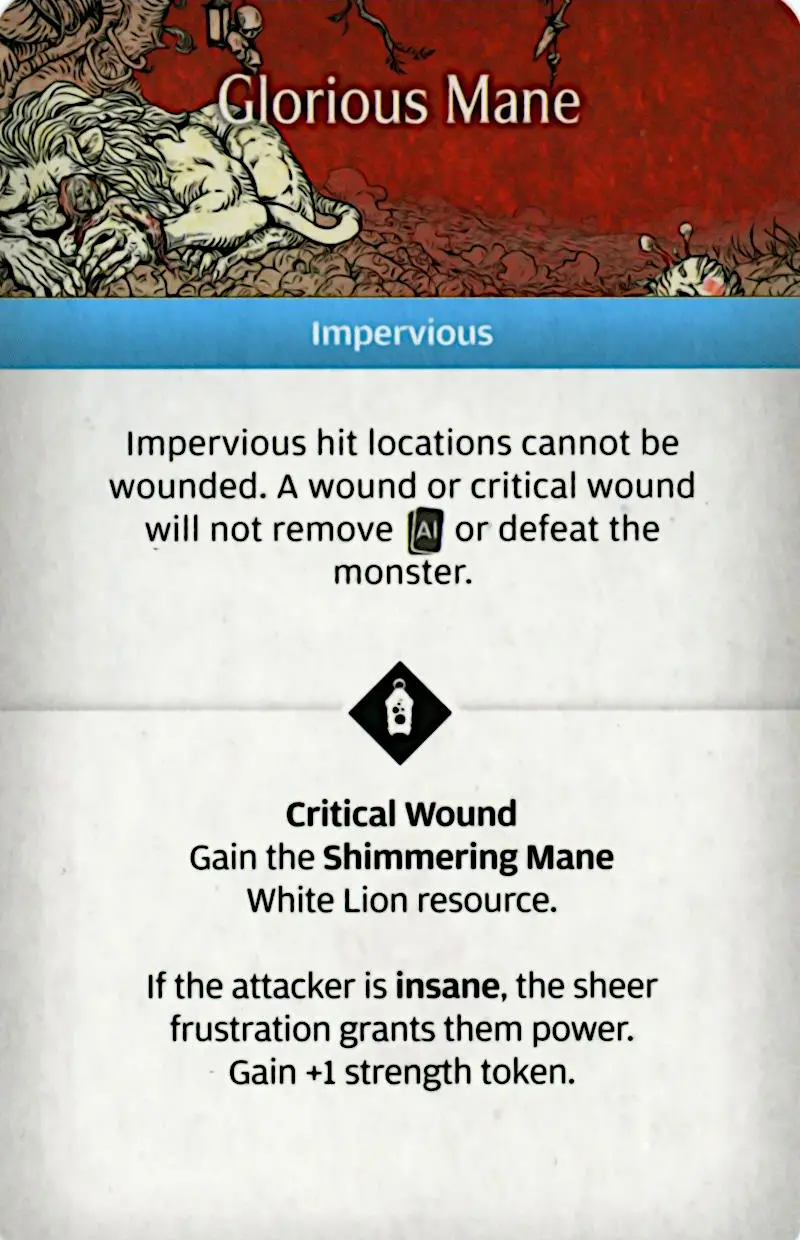 Glorious Mane
Impervious
Impervious hit locations cannot be
wounded. A wound or critical wound
will not remove AI or defeat the
monster.
Critical Wound
Gain the Shimmering Mane
White Lion resource.
If the attacker is insane, the sheer
frustration grants them power.
Gain +1 strength token.